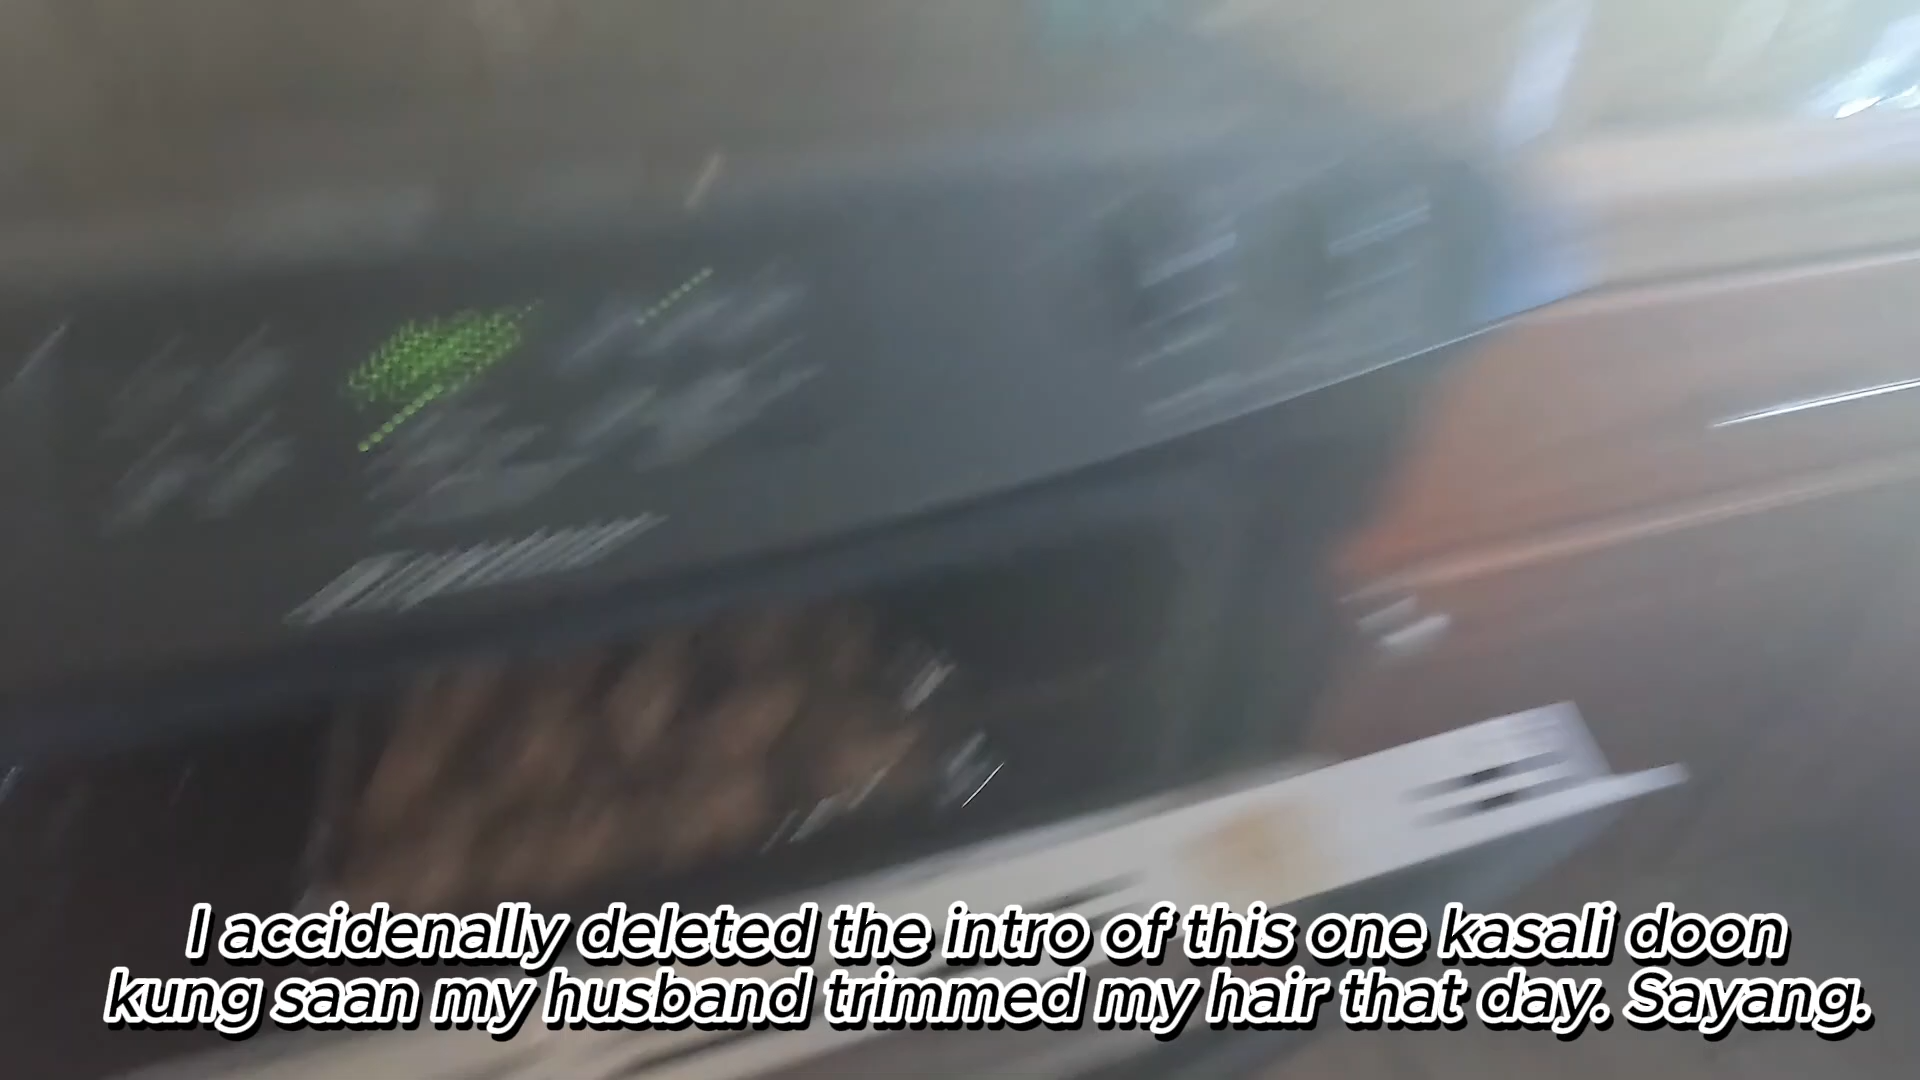 I accidenally deleted the intro of this one kasali doon
kung saan my husband trimmed my hair that day. Sayang.